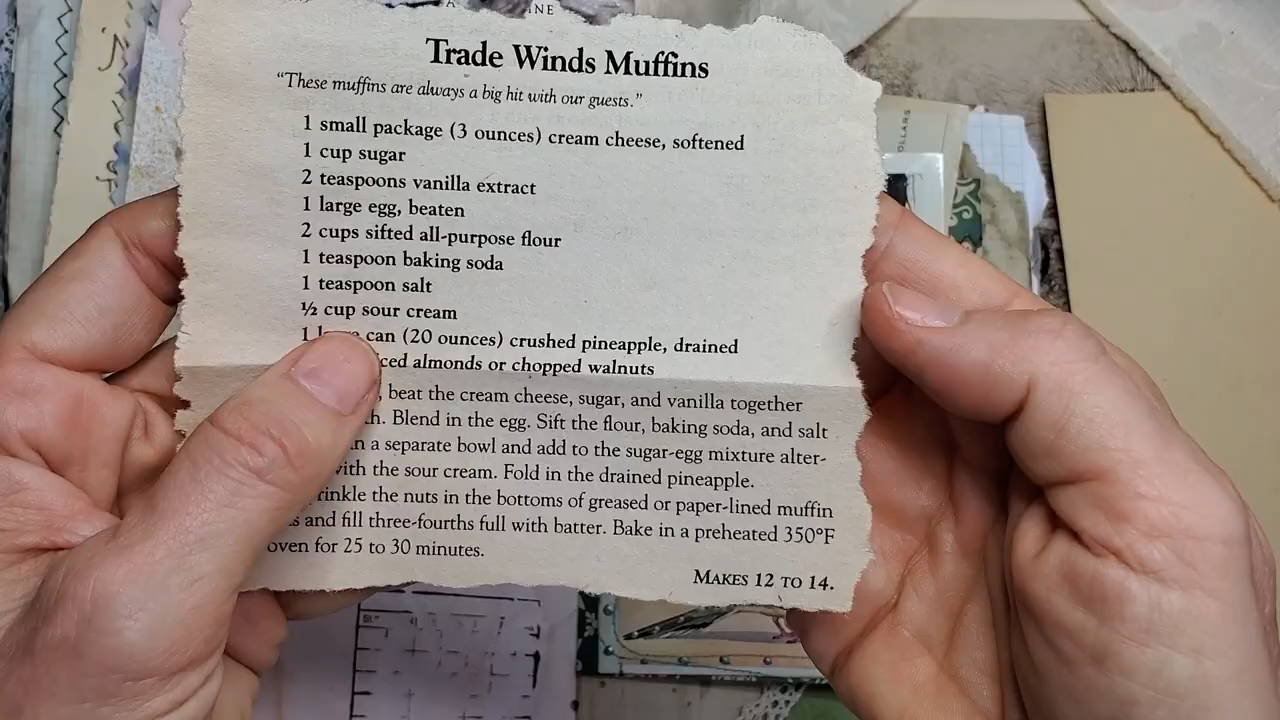 INE
Trade Winds Muffins
“These muffins are always a big hit with our guests.”
1 small package (3 ounces) cream cheese, softened
1 cup sugar
2 teaspoons vanilla extract
1 large egg, beaten
2 cups sifted all-purpose flour
1 teaspoon baking soda
1 teaspoon salt
½ cup sour cream
1 can (20 ounces) crushed pineapple, drained
almonds or chopped walnuts
beat the cream cheese, sugar, and vanilla together
Blend in the egg. Sift the flour, baking soda, and salt
a separate bowl and add to the sugar-egg mixture alter-
with the sour cream. Fold in the drained pineapple.
the nuts in the bottoms of greased or paper-lined muffin
and fill three-fourths full with batter. Bake in a preheated 350°F
oven for 25 to 30 minutes.
MAKES 12 TO 14.